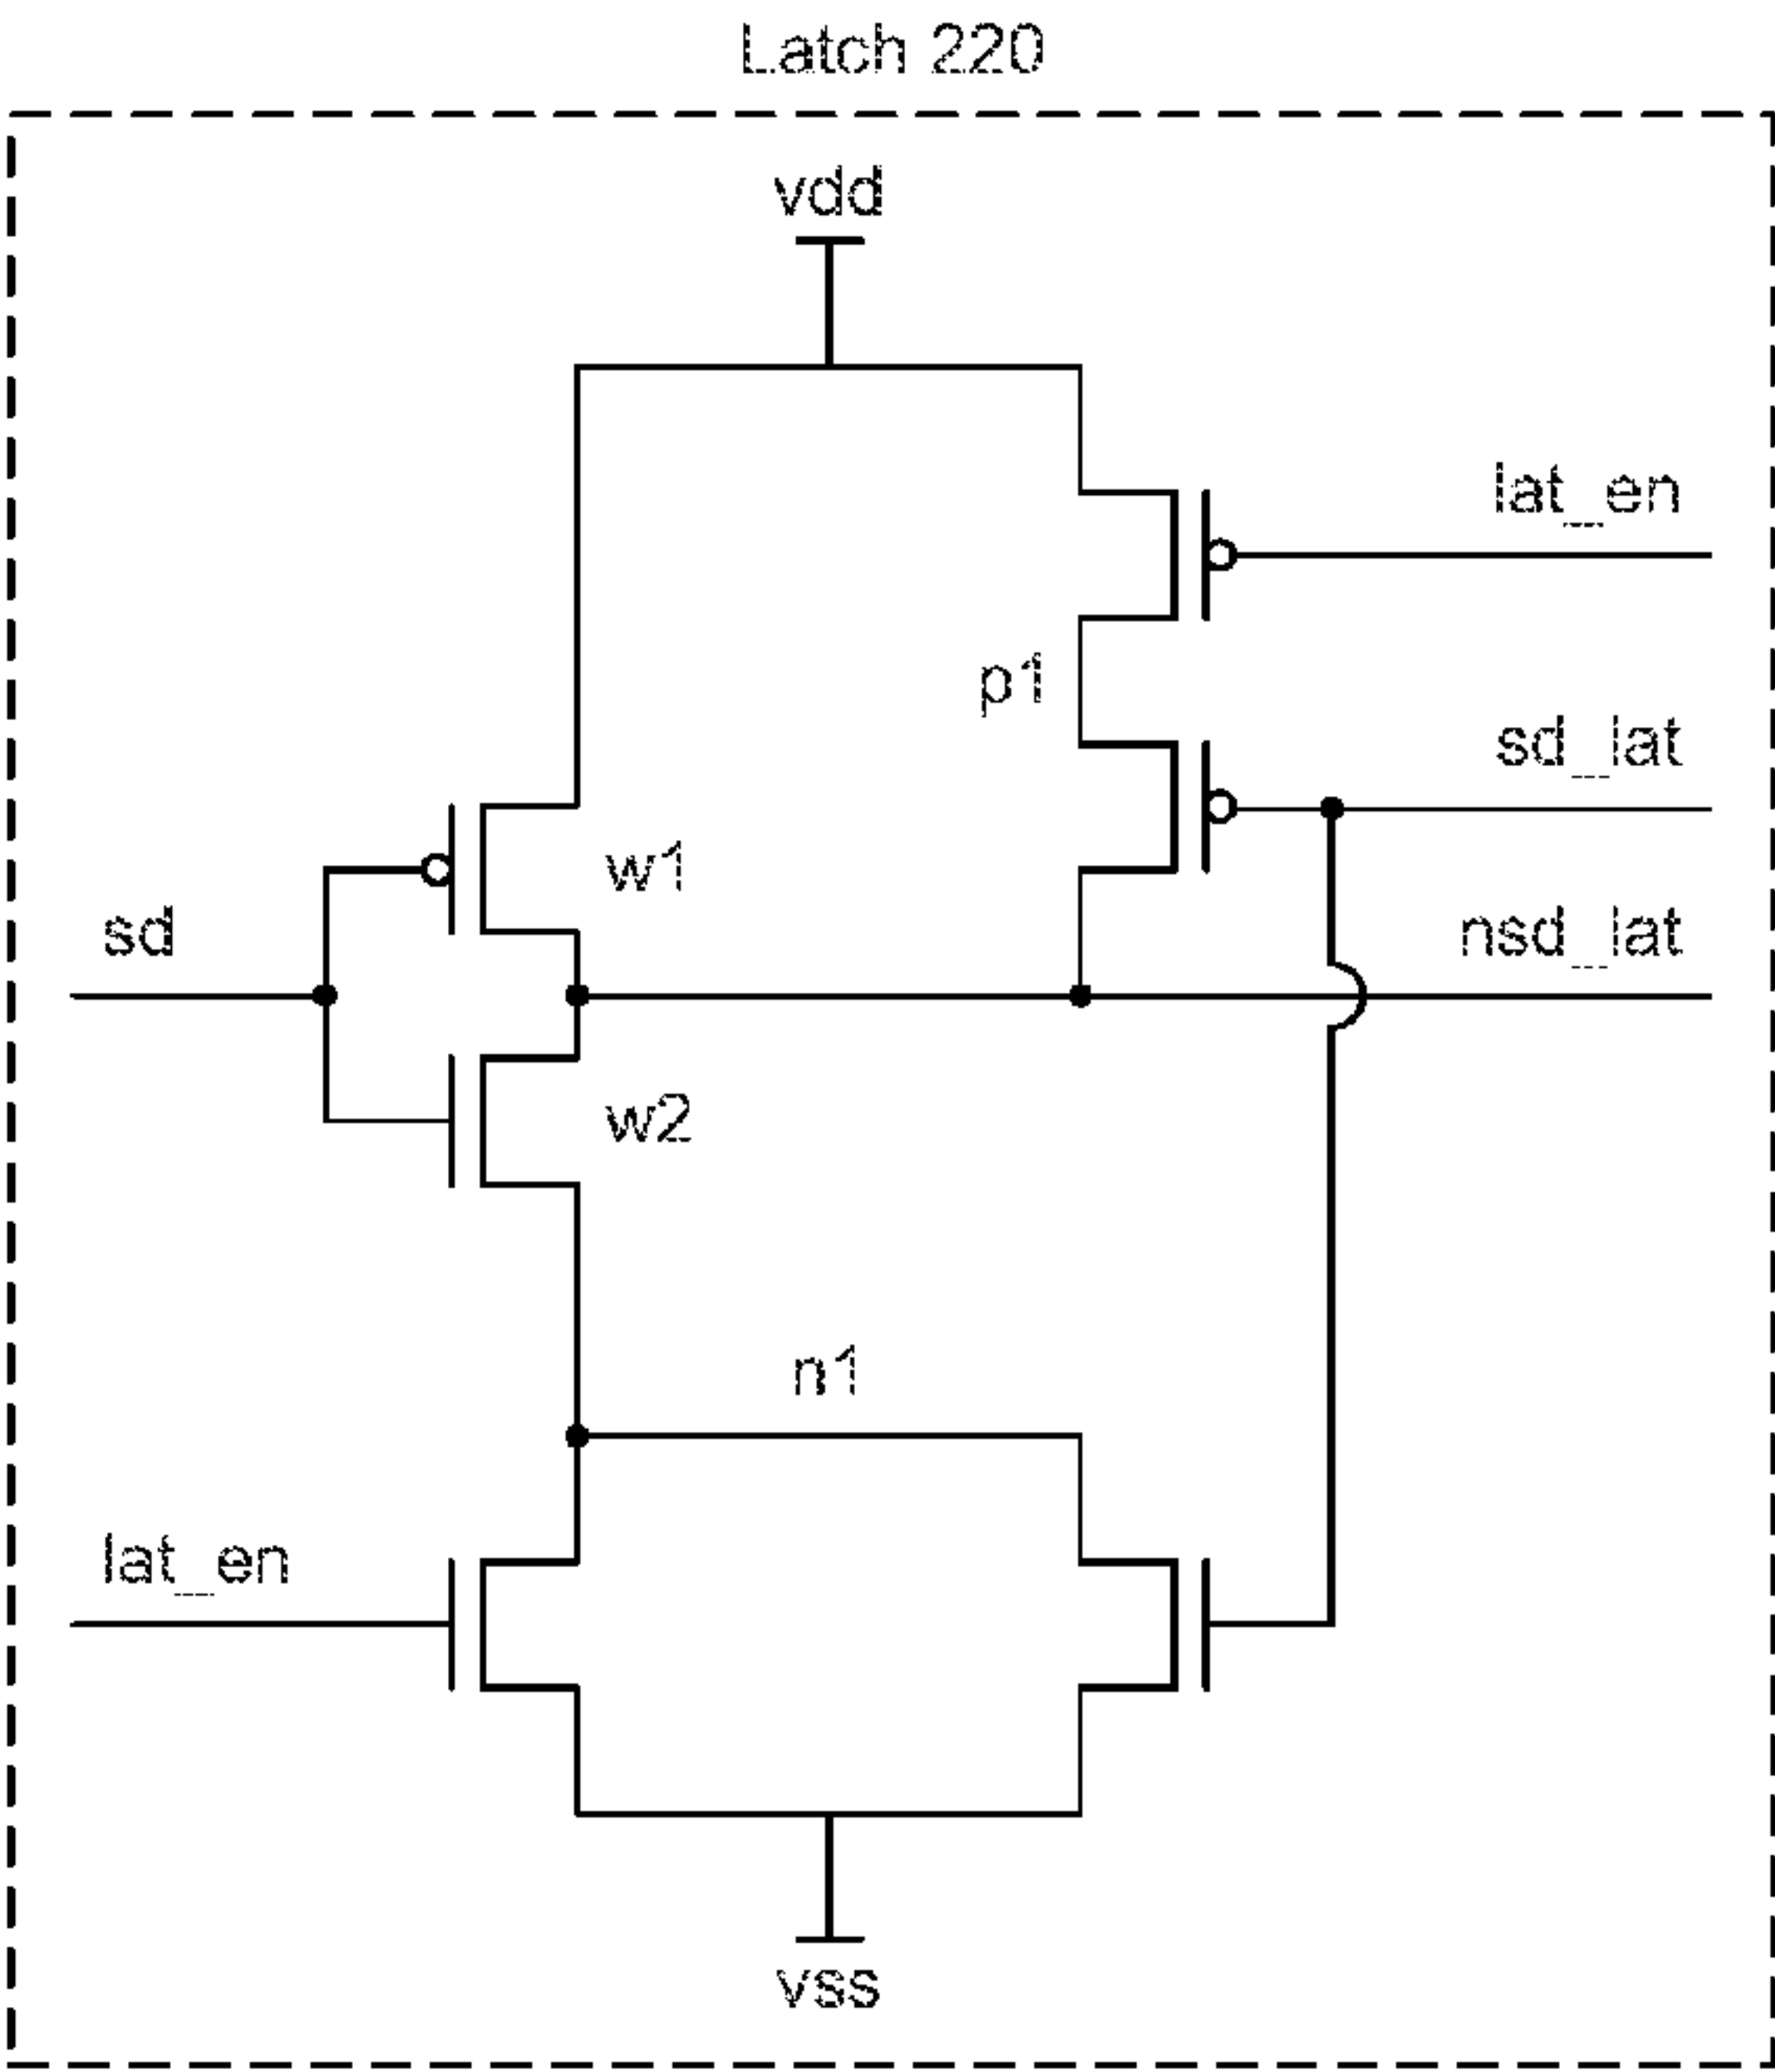 Latch 220
vdd
lat_en
p1
sd_lat
w1
sd
nsd_lat
w2
n1
lat_en
vss